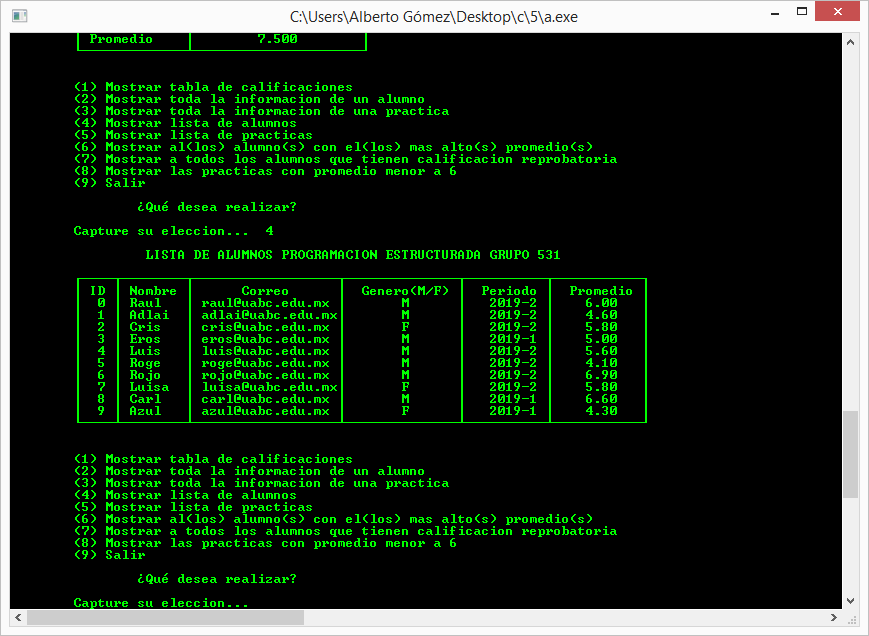 C:\Users\Alberto Gómez\Desktop\c\5\a.exe
Promedio 7.500
(1) Mostrar tabla de calificaciones
(2) Mostrar toda la informacion de un alumno
(3) Mostrar toda la informacion de una practica
(4) Mostrar lista de alumnos
(5) Mostrar lista de practicas
(6) Mostrar al(los) alumno(s) con el(los) mas alto(s) promedio(s)
(7) Mostrar a todos los alumnos que tienen calificacion reprobatoria
(8) Mostrar las practicas con promedio menor a 6
(9) Salir
¿Qué desea realizar?
Capture su eleccion... 4
LISTA DE ALUMNOS PROGRAMACION ESTRUCTURADA GRUPO 531
ID Nombre Correo Genero(M/F) Periodo Promedio
0 Raul raul@uabc.edu.mx M 2019-2 6.00
1 Adlai adlai@uabc.edu.mx M 2019-2 4.60
2 Cris cris@uabc.edu.mx F 2019-2 5.80
3 Eros eros@uabc.edu.mx M 2019-1 5.00
4 Luis luis@uabc.edu.mx M 2019-2 5.60
5 Roge roge@uabc.edu.mx M 2019-2 4.10
6 Rojo rojo@uabc.edu.mx M 2019-2 6.90
7 Luisa luisa@uabc.edu.mx F 2019-2 5.80
8 Carl carl@uabc.edu.mx M 2019-1 6.60
9 Azul azul@uabc.edu.mx F 2019-1 4.30
(1) Mostrar tabla de calificaciones
(2) Mostrar toda la informacion de un alumno
(3) Mostrar toda la informacion de una practica
(4) Mostrar lista de alumnos
(5) Mostrar lista de practicas
(6) Mostrar al(los) alumno(s) con el(los) mas alto(s) promedio(s)
(7) Mostrar a todos los alumnos que tienen calificacion reprobatoria
(8) Mostrar las practicas con promedio menor a 6
(9) Salir
¿Qué desea realizar?
Capture su eleccion...